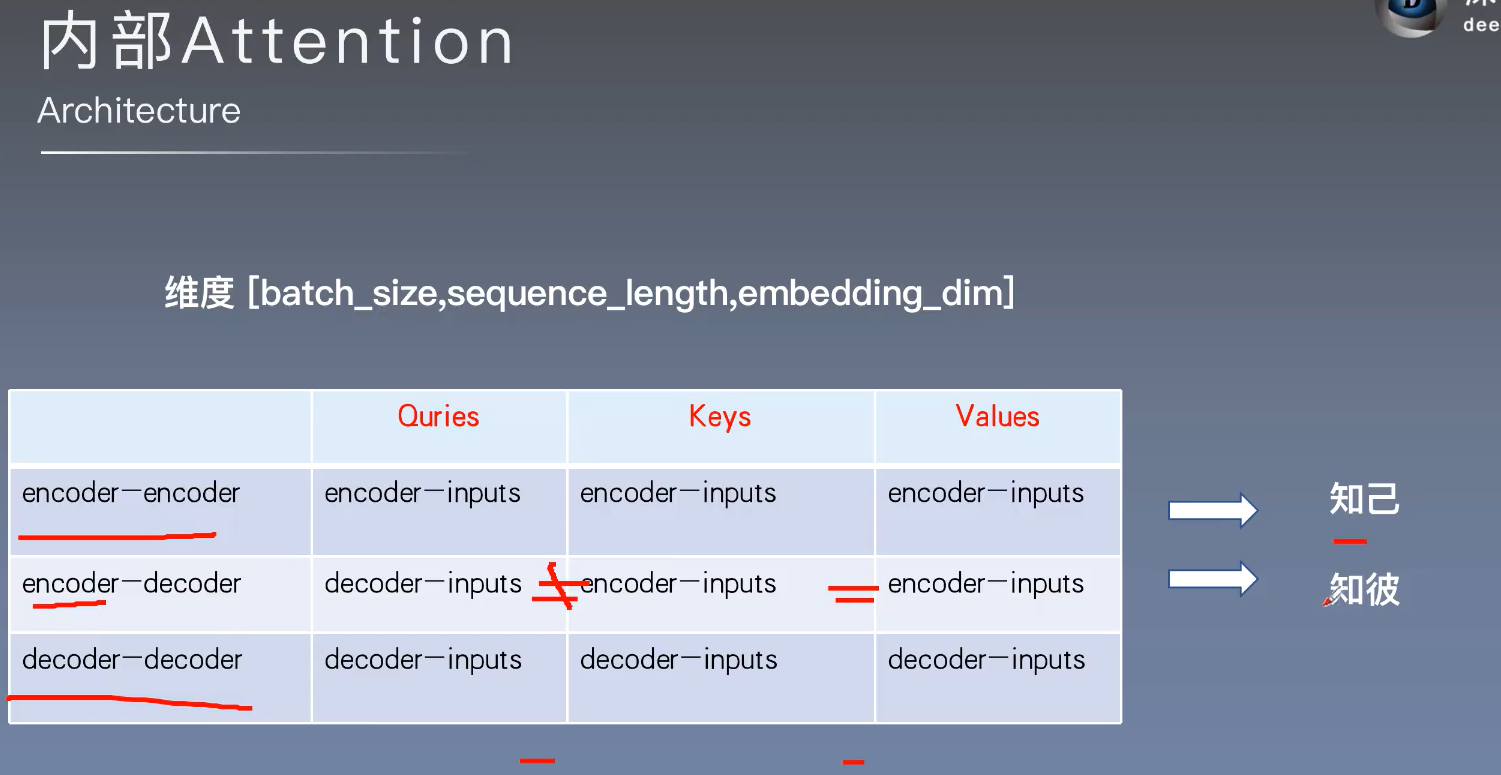 内部Attention
dee
Architecture
维度 [batch_size,sequence_length,embedding_dim]
Quries Keys Values
encoder—encoder encoder—inputs encoder—inputs encoder—inputs
知己
encoder—decoder decoder—inputs encoder—inputs encoder—inputs
知彼
decoder—decoder decoder—inputs decoder—inputs decoder—inputs